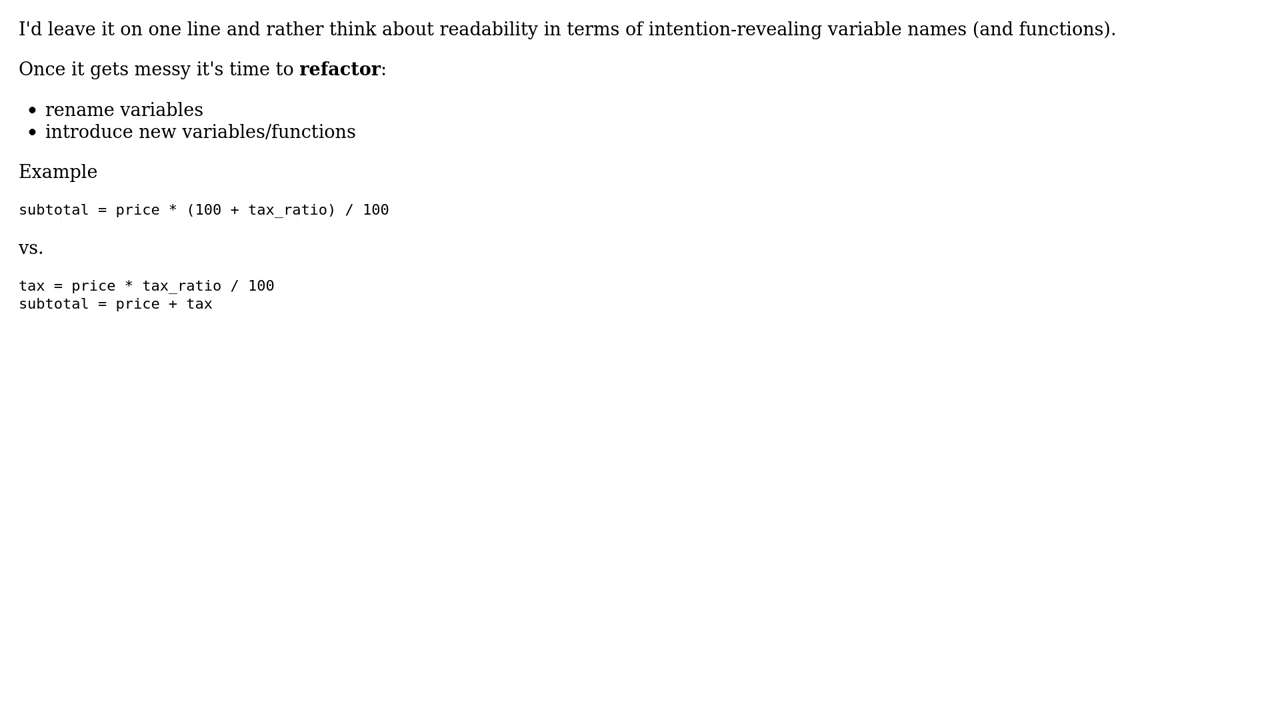 I'd leave it on one line and rather think about readability in terms of intention-revealing variable names (and functions).
Once it gets messy it's time to refactor:
• rename variables
• introduce new variables/functions
Example
subtotal = price * (100 + tax_ratio) / 100
vs.
tax = price * tax_ratio / 100
subtotal = price + tax